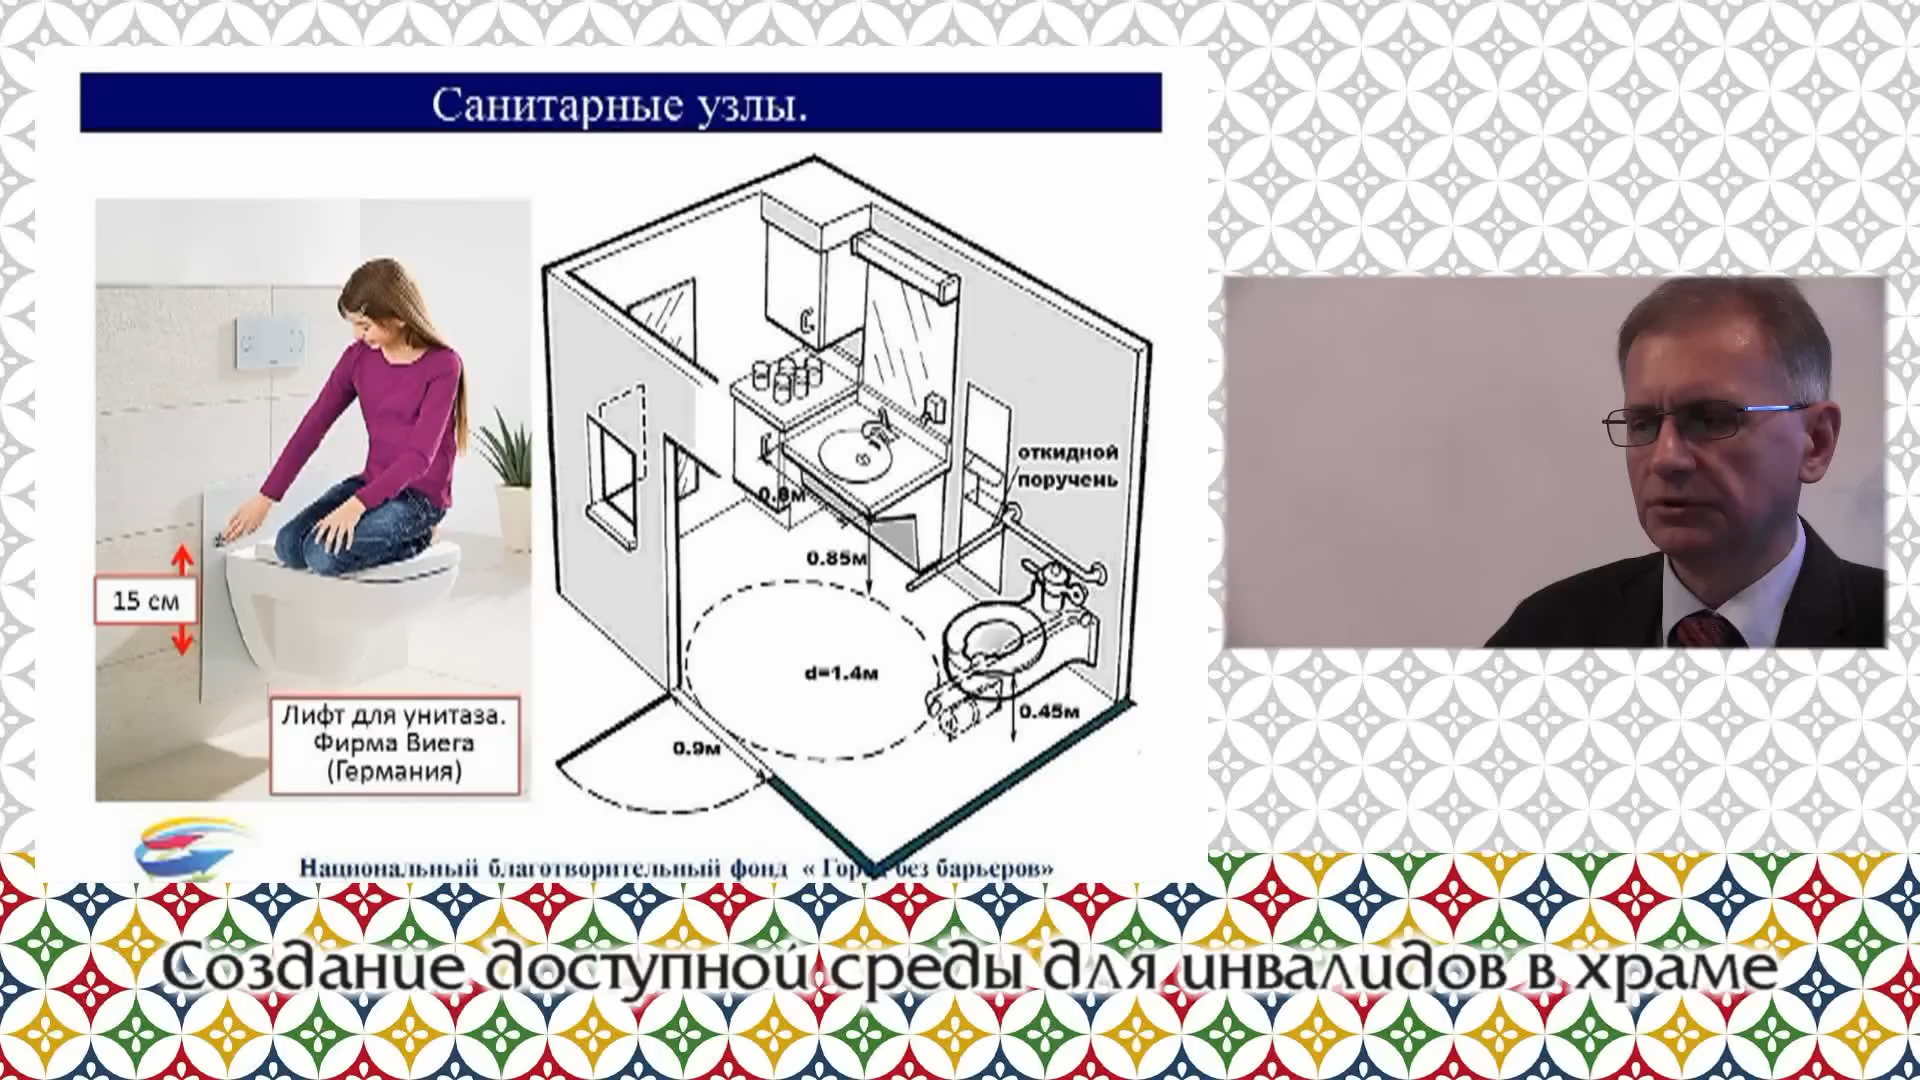 Санитарные узлы.
откидной
поручень
0.8м
0.85м
d=1.4м
0.45м
0.9м
15 см
Лифт для унитаза.
Фирма Виега
(Германия)
Национальный благотворительный фонд « Город без барьеров»
Создание доступной среды для инвалидов в храме